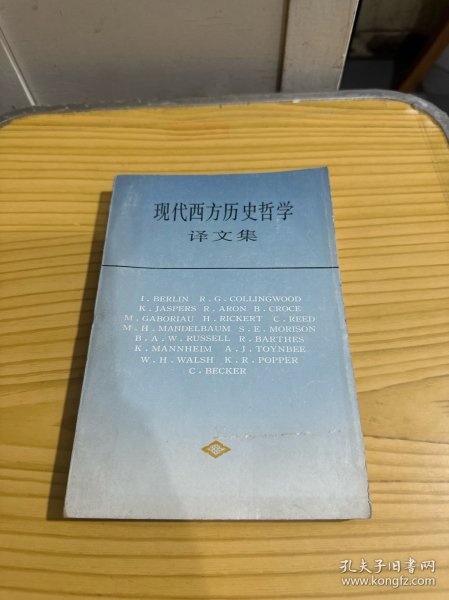 现代西方历史哲学
译文集
I . BERLIN R . G . COLLINGWOOD
K . JASPERS R . ARON B . CROCE
M . GABORIAU H . RICKERT C . REED
M . H . MANDELBAUM S . E . MORISON
B . A . W . RUSSELL R . BARTHES
K . MANNHEIM A . J . TOYNBEE
W . H . WALSH K . R . POPPER
C . BECKER
孔夫子旧书网
www.kongfz.com